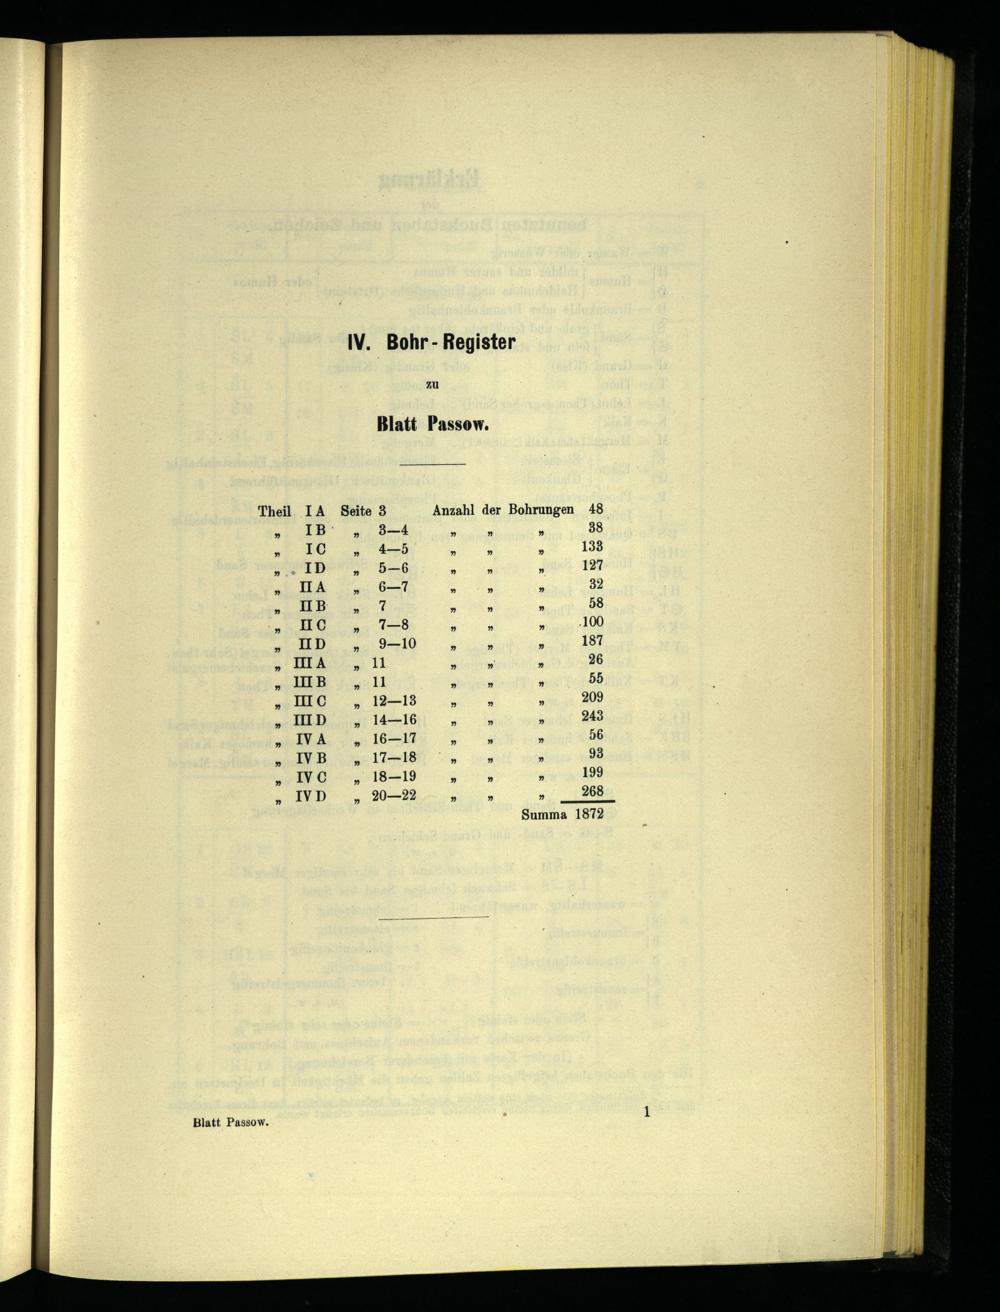 IV. Bohr-Register
zu
Blatt Passow.
Theil I A Seite 3 Anzahl der Bohrungen 48
„ I B „ 3—4 „ „ „ 38
„ I C „ 4—5 „ „ „ 133
„ I D „ 5—6 „ „ „ 127
„ II A „ 6—7 „ „ „ 32
„ II B „ 7 „ „ „ 58
„ II C „ 7—8 „ „ „ 100
„ II D „ 9—10 „ „ „ 187
„ III A „ 11 „ „ „ 26
„ III B „ 11 „ „ „ 55
„ III C „ 12—13 „ „ „ 209
„ III D „ 14—16 „ „ „ 243
„ IV A „ 16—17 „ „ „ 56
„ IV B „ 17—18 „ „ „ 93
„ IV C „ 18—19 „ „ „ 199
„ IV D „ 20—22 „ „ „ 268
Summa 1872
Blatt Passow. 1